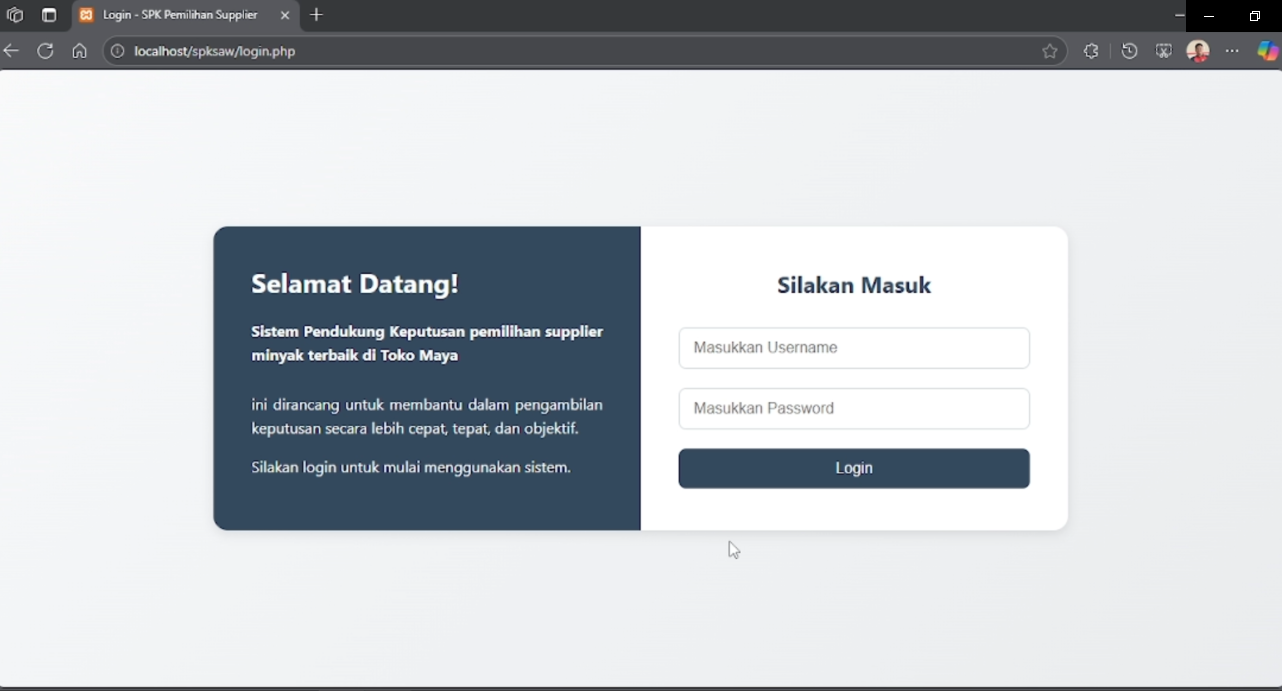 Login - SPK Pemilihan Supplier
localhost/spksaw/login.php
Selamat Datang!
Sistem Pendukung Keputusan pemilihan supplier
minyak terbaik di Toko Maya
ini dirancang untuk membantu dalam pengambilan
keputusan secara lebih cepat, tepat, dan objektif.
Silakan login untuk mulai menggunakan sistem.
Silakan Masuk
Masukkan Username
Masukkan Password
Login